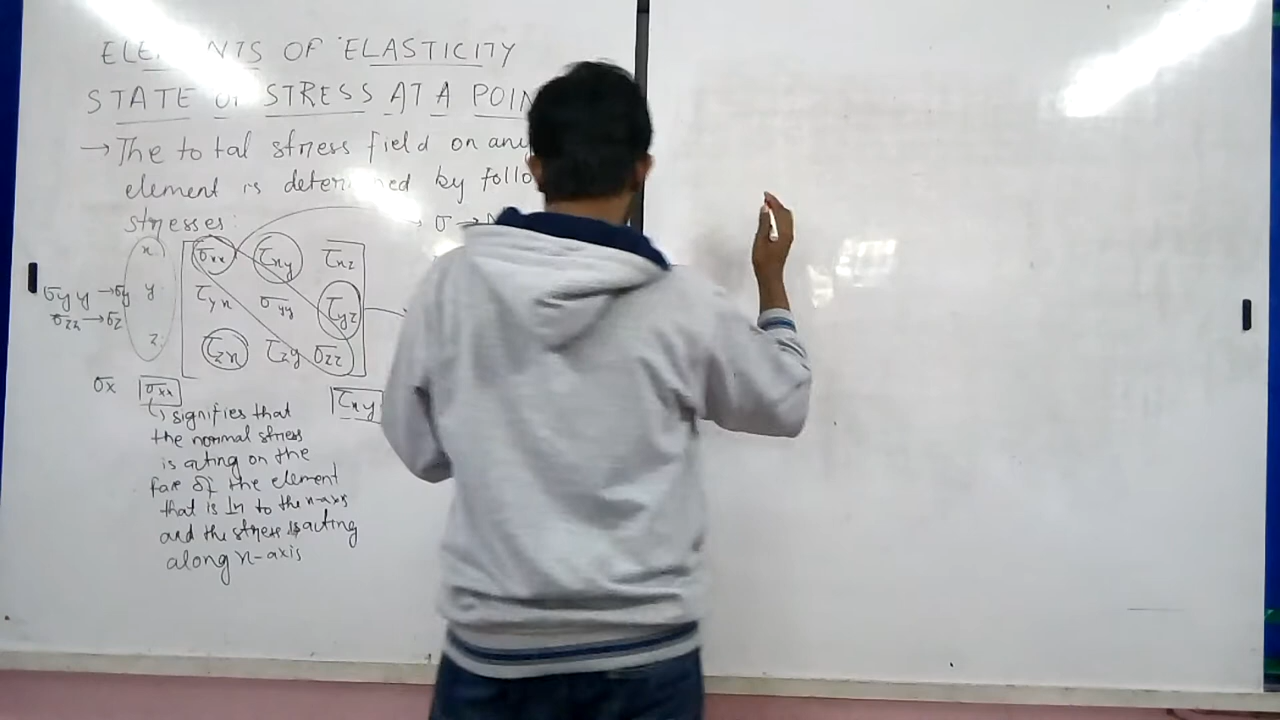 ELEMENTS OF ELASTICITY
STATE OF STRESS AT A POIN
→ The total stress field on any
element is determined by follo
stresses:
σ →
x
y
z
σxx τxy τxz
τyx σyy τyz
τzx τzy σzz
σyy → σy
σzz → σz
σx σxx
τxy
↳ signifies that
the normal stress
is acting on the
face of the element
that is ⊥r to the x-axis
and the stress is acting
along x-axis